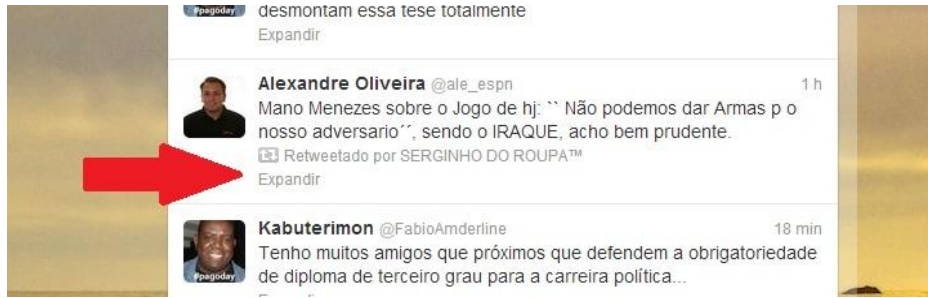 #pagoday
desmontam essa tese totalmente
Expandir
Alexandre Oliveira @ale_espn 1 h
Mano Menezes sobre o Jogo de hj: `` Não podemos dar Armas p o
nosso adversario´´, sendo o IRAQUE, acho bem prudente.
Retweetado por SERGINHO DO ROUPA™
Expandir
Kabuterimon @FabioAmderline 18 min
Tenho muitos amigos que próximos que defendem a obrigatoriedade
de diploma de terceiro grau para a carreira política...
#pagoday